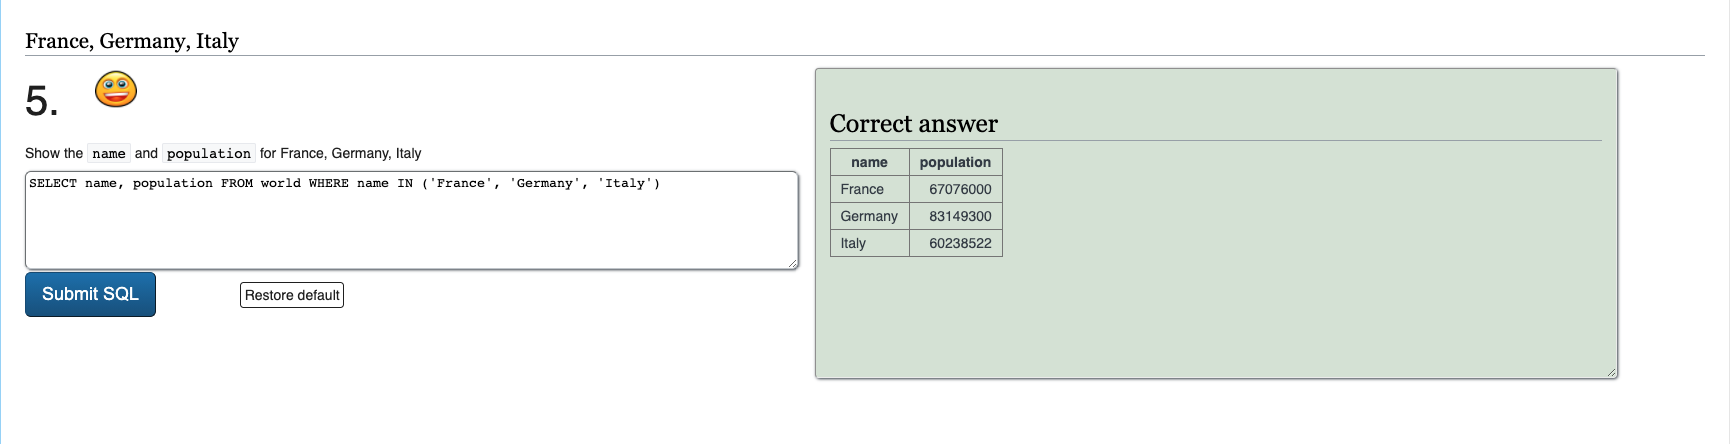 France, Germany, Italy
5.
Show the name and population for France, Germany, Italy
SELECT name, population FROM world WHERE name IN ('France', 'Germany', 'Italy')
Submit SQL
Restore default
Correct answer
name population
France 67076000
Germany 83149300
Italy 60238522